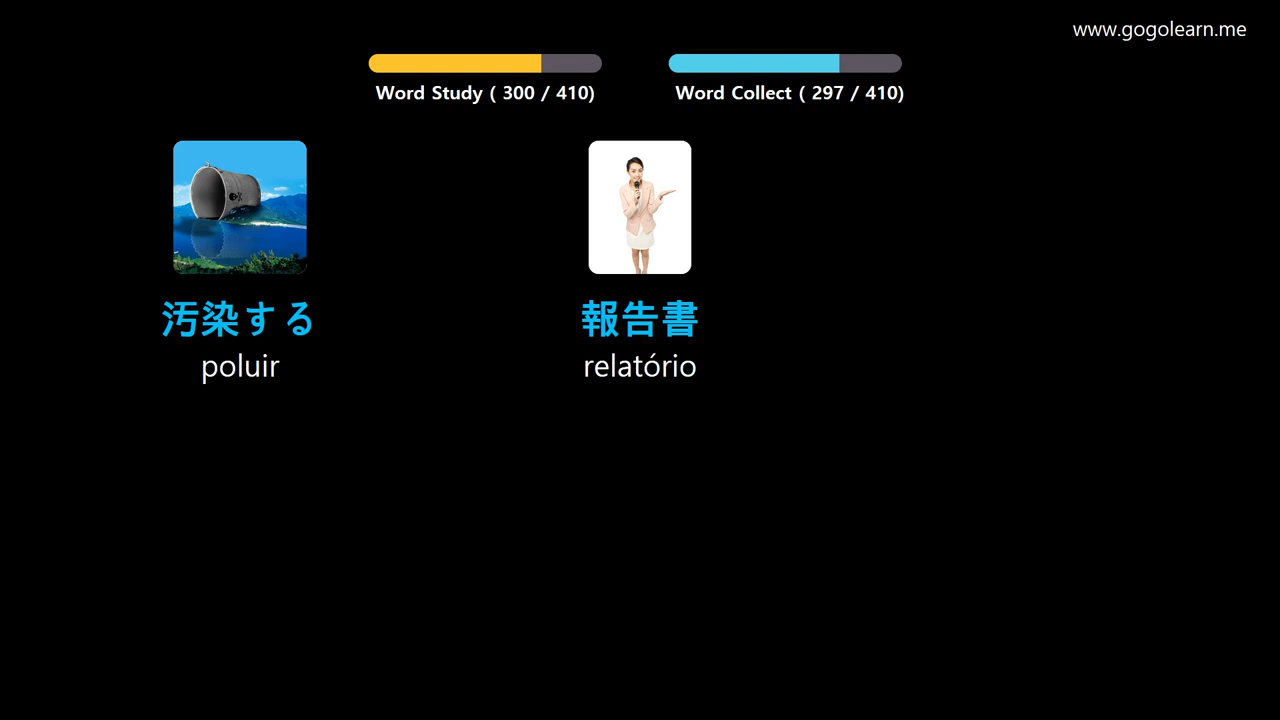 www.gogolearn.me
Word Study ( 300 / 410)
Word Collect ( 297 / 410)
汚染する
poluir
報告書
relatório